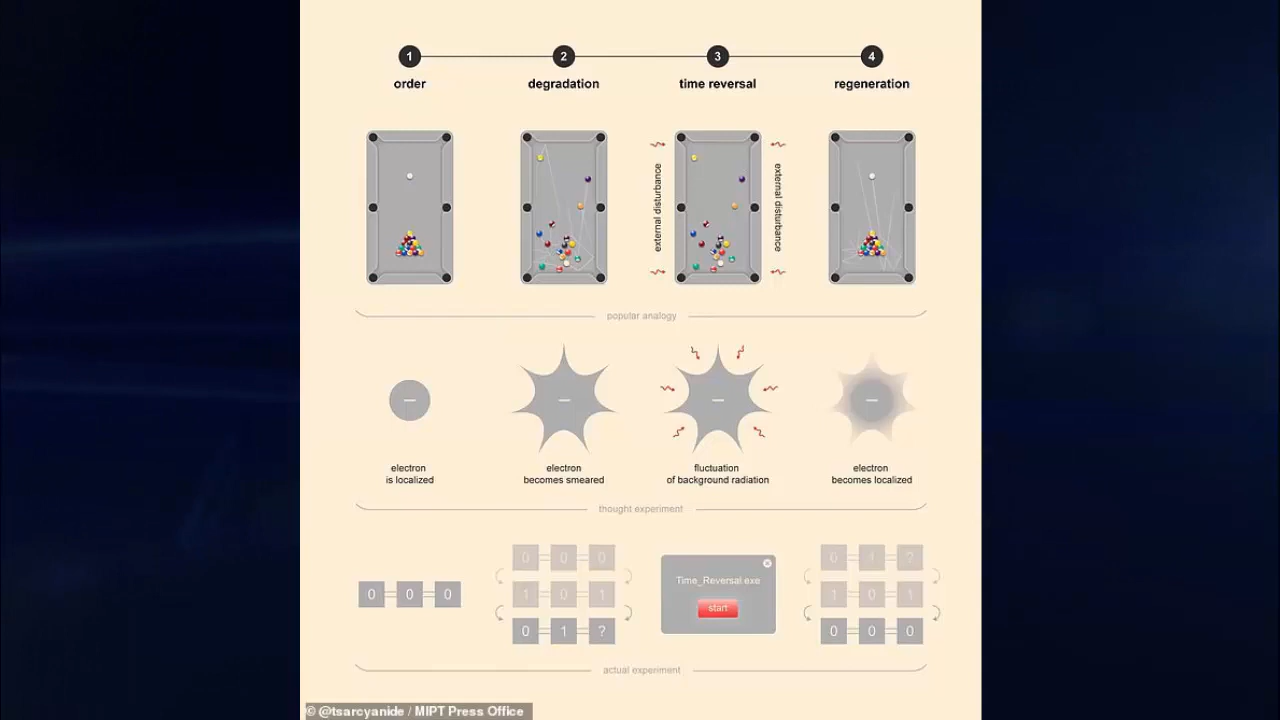 1
2
3
4
order
degradation
time reversal
regeneration
external disturbance
external disturbance
popular analogy
electron
is localized
electron
becomes smeared
fluctuation
of background radiation
electron
becomes localized
thought experiment
0 0 0
0 0 0
1 0 1
0 1 ?
Time_Reversal.exe
start
0 1 ?
1 0 1
0 0 0
actual experiment
© @tsarcyanide / MIPT Press Office